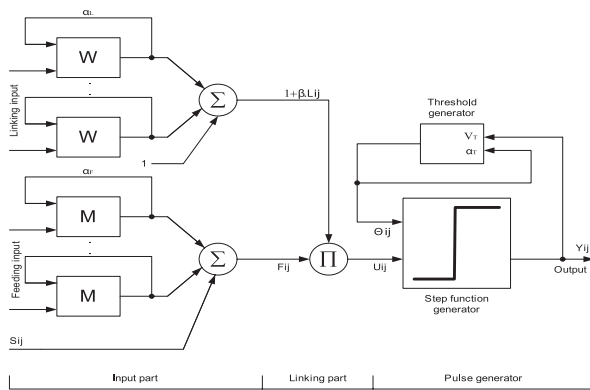 αL
W
Linking input
W
Σ
1
1+βLij
αF
M
Feeding input
M
Σ
Sij
Fij
Π
Uij
Threshold
generator
VT
αT
Θij
Step function
generator
Yij
Output
Input part
Linking part
Pulse generator